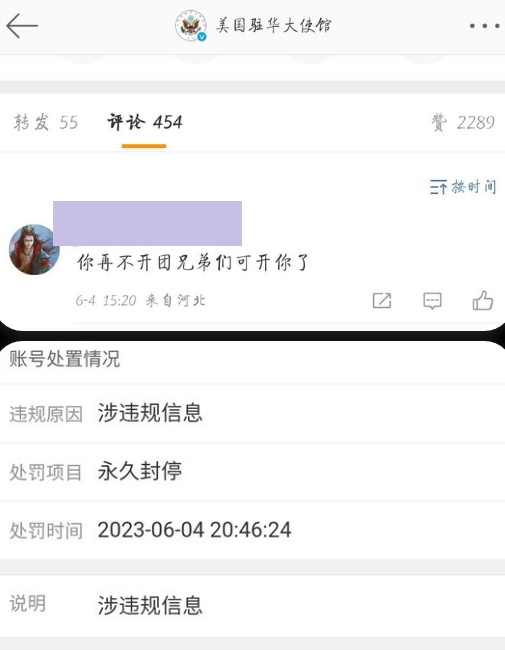 美国驻华大使馆
转发 55 评论 454 赞 2289
按时间
你再不开团兄弟们可开你了
6-4 15:20 来自河北
账号处置情况
违规原因 涉违规信息
处罚项目 永久封停
处罚时间 2023-06-04 20:46:24
说明 涉违规信息